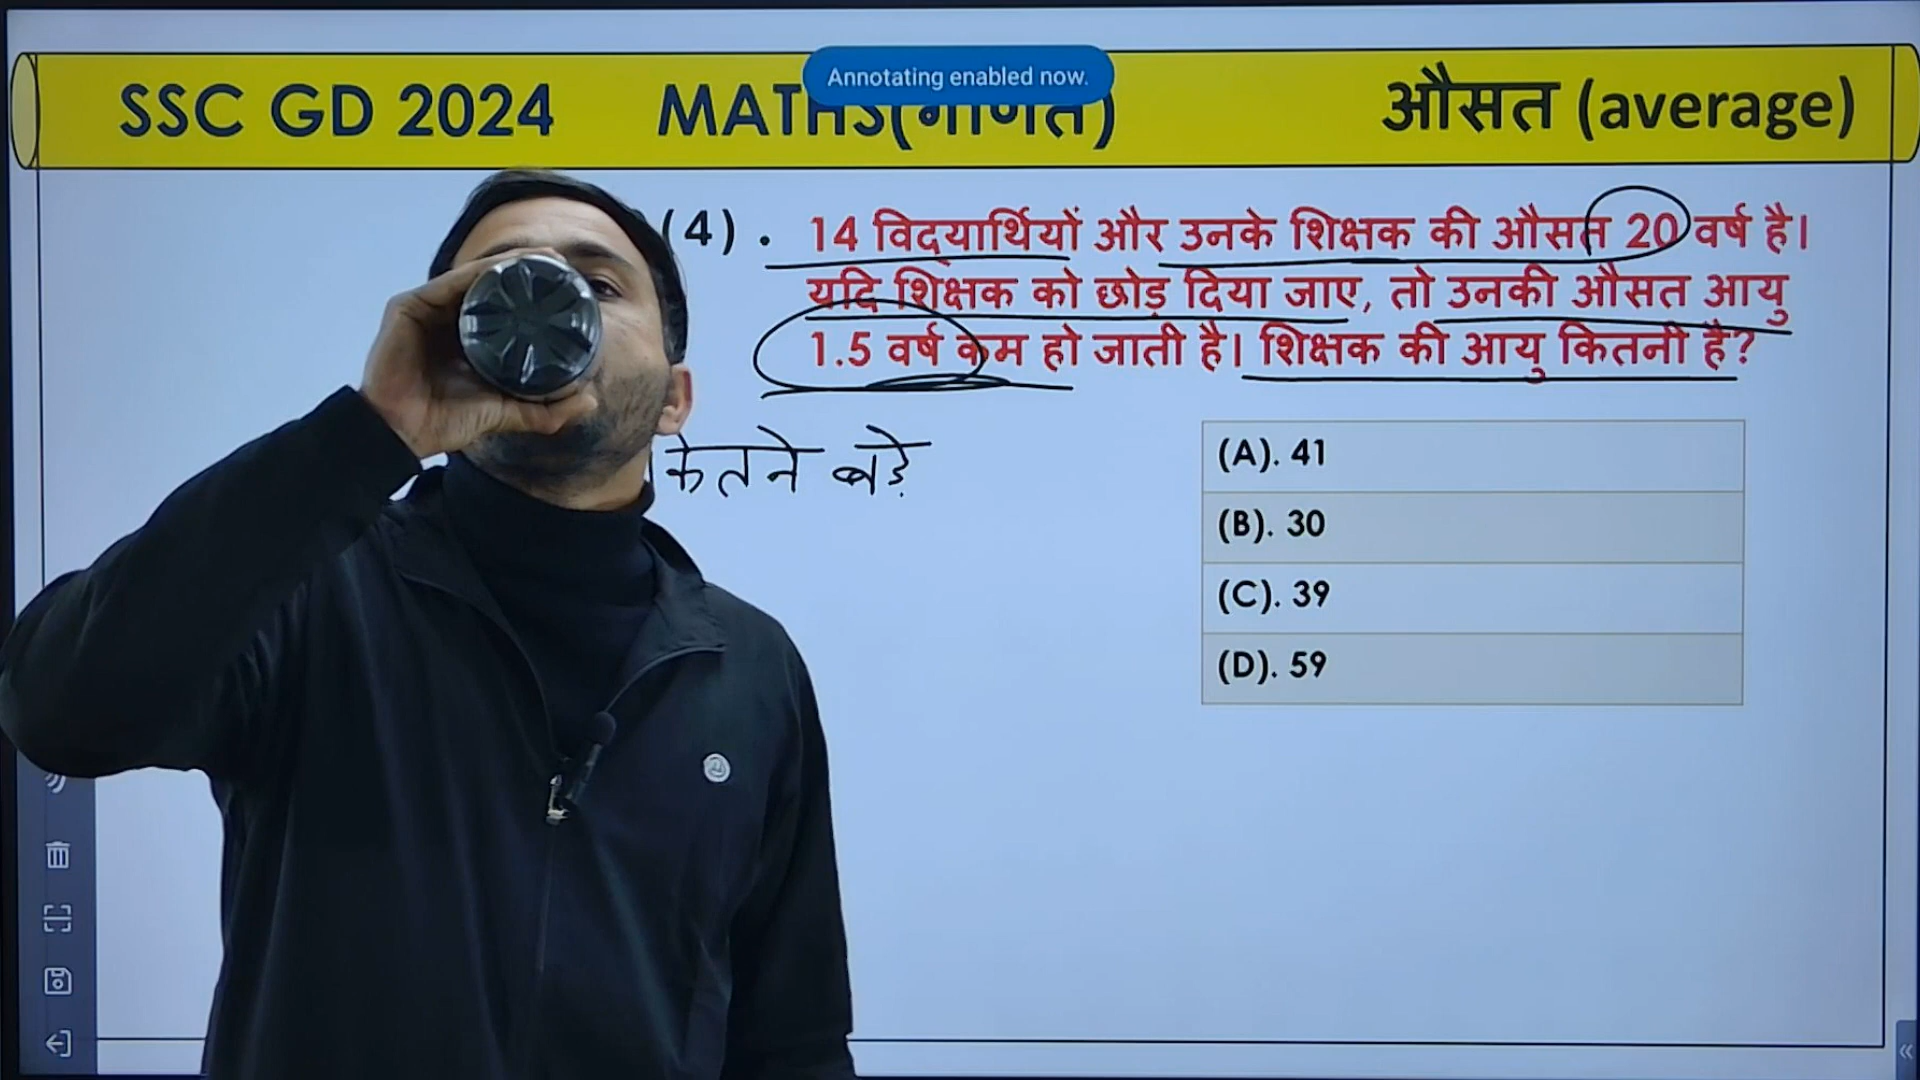 Annotating enabled now.
SSC GD 2024 MATHS(गणित) औसत (average)
(4) . 14 विद्यार्थियों और उनके शिक्षक की औसत 20 वर्ष है।
यदि शिक्षक को छोड़ दिया जाए, तो उनकी औसत आयु
1.5 वर्ष कम हो जाती है। शिक्षक की आयु कितनी है?
कितने बड़े
(A). 41
(B). 30
(C). 39
(D). 59